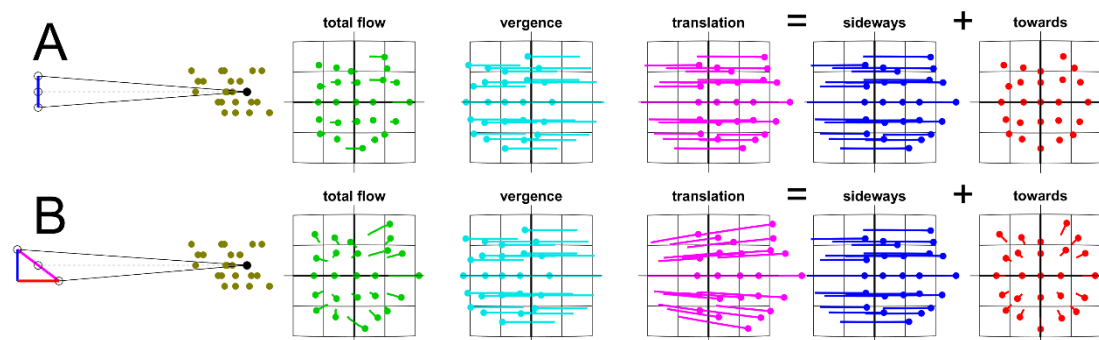 A
total flow vergence translation = sideways + towards
B
total flow vergence translation = sideways + towards